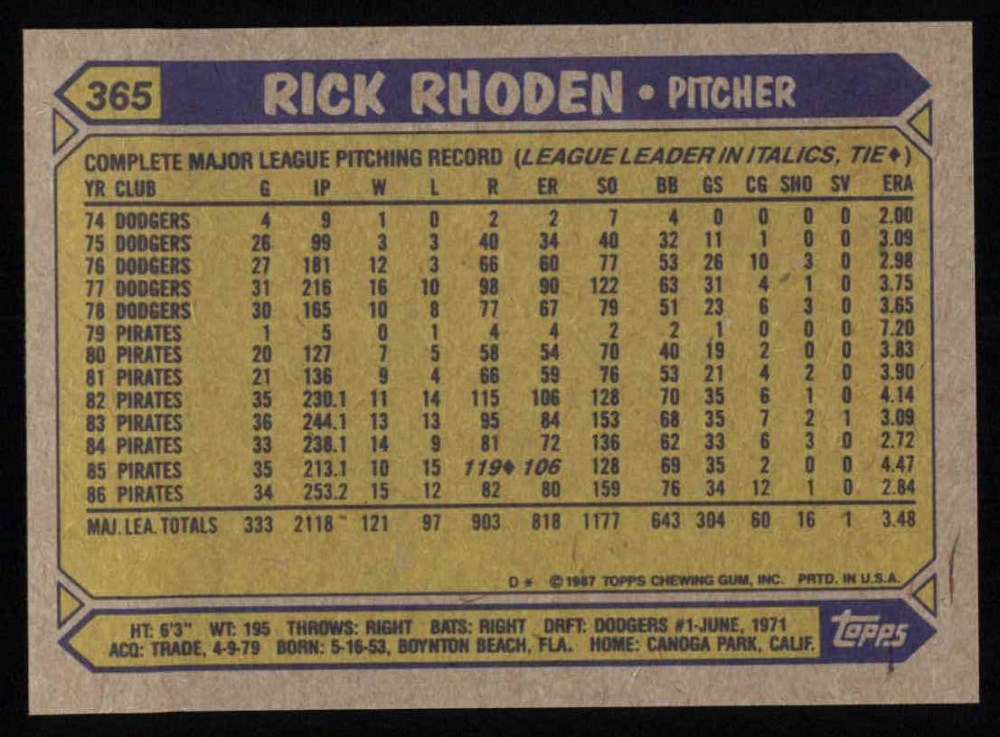 365 RICK RHODEN • PITCHER
COMPLETE MAJOR LEAGUE PITCHING RECORD (LEAGUE LEADER IN ITALICS, TIE♦)
YR CLUB G IP W L R ER SO BB GS CG SHO SV ERA
74 DODGERS 4 9 1 0 2 2 7 4 0 0 0 0 2.00
75 DODGERS 26 99 3 3 40 34 40 32 11 1 0 0 3.09
76 DODGERS 27 181 12 3 66 60 77 53 26 10 3 0 2.98
77 DODGERS 31 216 16 10 98 90 122 63 31 4 1 0 3.75
78 DODGERS 30 165 10 8 77 67 79 51 23 6 3 0 3.65
79 PIRATES 1 5 0 1 4 4 2 2 1 0 0 0 7.20
80 PIRATES 20 127 7 5 58 54 70 40 19 2 0 0 3.83
81 PIRATES 21 136 9 4 66 59 76 53 21 4 2 0 3.90
82 PIRATES 35 230.1 11 14 115 106 128 70 35 6 1 0 4.14
83 PIRATES 36 244.1 13 13 95 84 153 68 35 7 2 1 3.09
84 PIRATES 33 238.1 14 9 81 72 136 62 33 6 3 0 2.72
85 PIRATES 35 213.1 10 15 119♦ 106 128 69 35 2 0 0 4.47
86 PIRATES 34 253.2 15 12 82 80 159 76 34 12 1 0 2.84
MAJ. LEA. TOTALS 333 2118 121 97 903 818 1177 643 304 60 16 1 3.48
D* ©1987 TOPPS CHEWING GUM, INC. PRTD. IN U.S.A.
HT: 6'3" WT: 195 THROWS: RIGHT BATS: RIGHT DRFT: DODGERS #1-JUNE, 1971
ACQ: TRADE, 4-9-79 BORN: 5-16-53, BOYNTON BEACH, FLA. HOME: CANOGA PARK, CALIF.
Topps